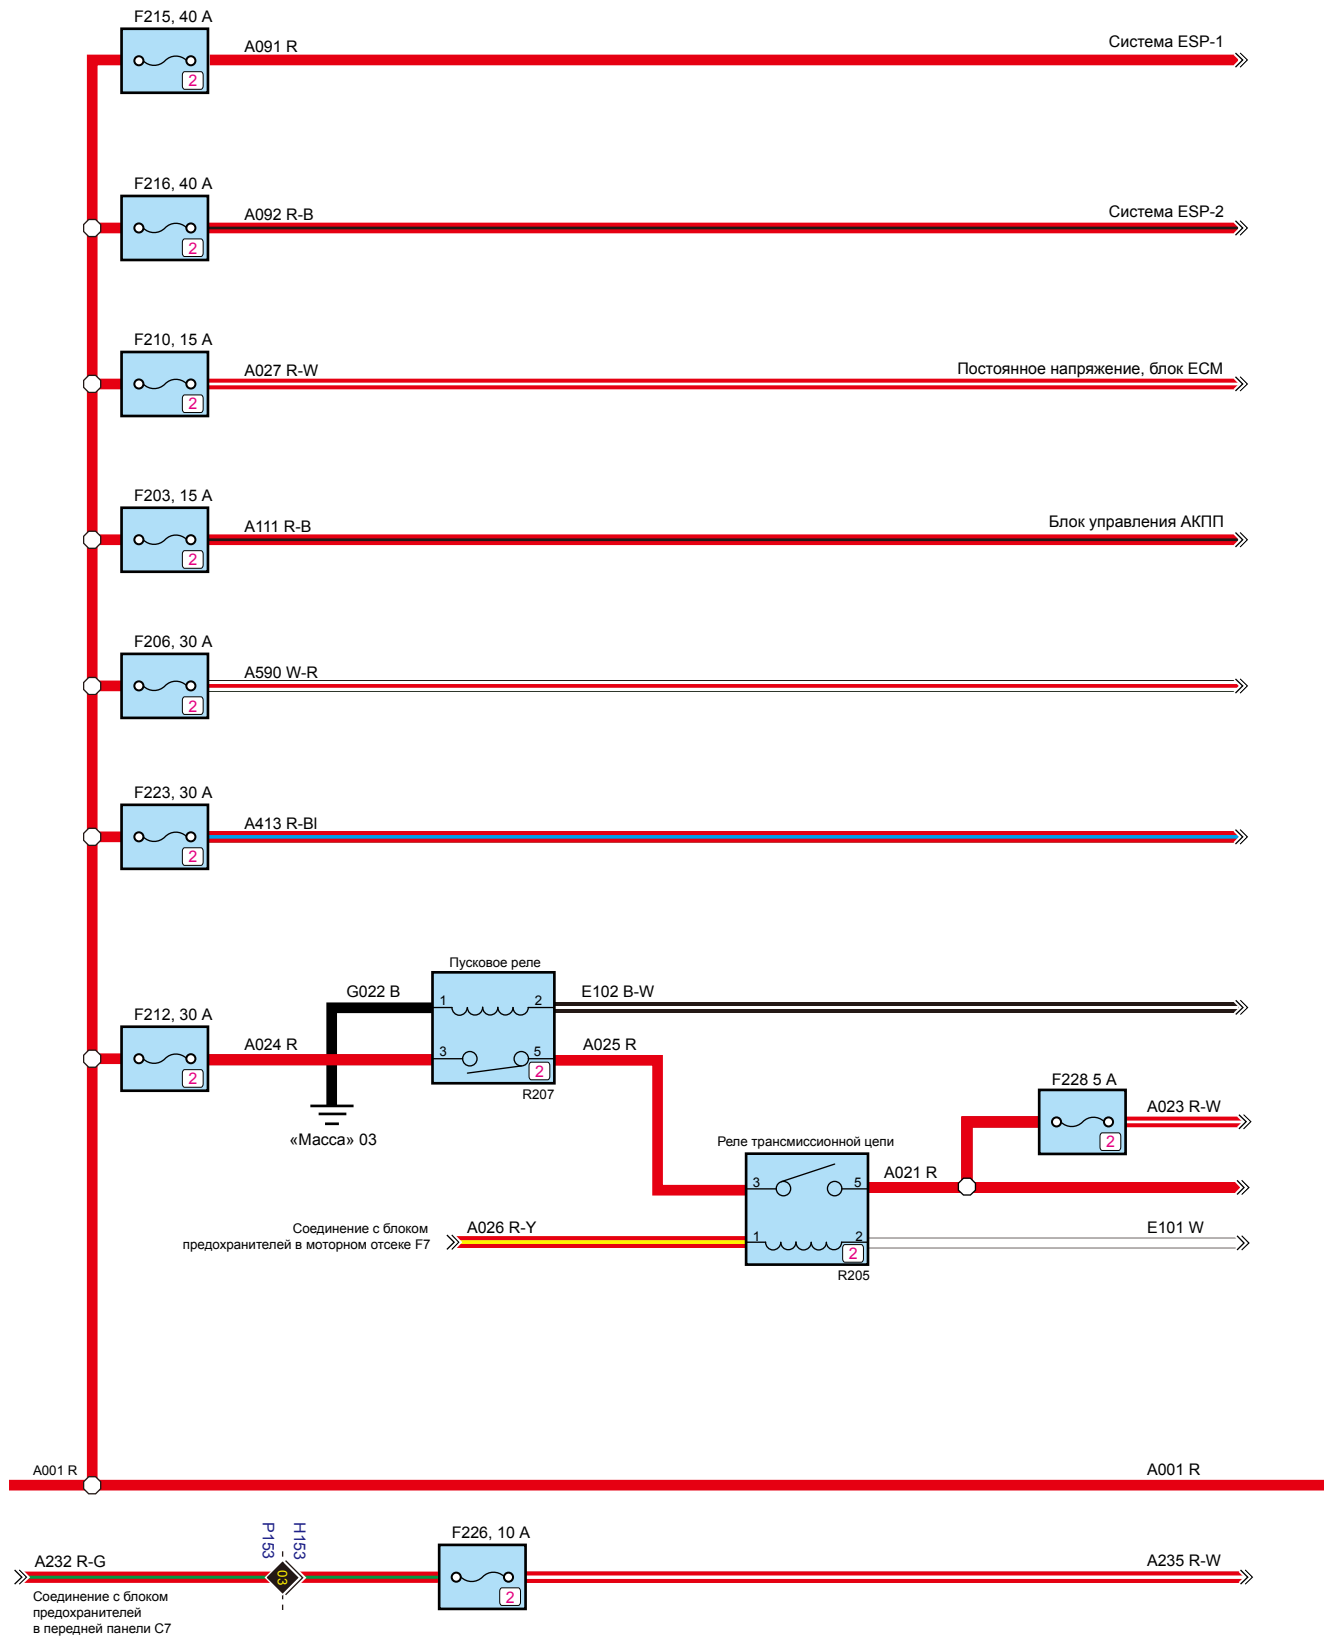 F215, 40 A
A091 R
Система ESP-1
2
F216, 40 A
A092 R-B
Система ESP-2
2
F210, 15 A
A027 R-W
Постоянное напряжение, блок ECM
2
F203, 15 A
A111 R-B
Блок управления АКПП
2
F206, 30 A
A590 W-R
2
F223, 30 A
A413 R-Bl
2
Пусковое реле
G022 B
1
2
E102 B-W
F212, 30 A
A024 R
3
5
A025 R
2
2
R207
F228 5 A
A023 R-W
«Масса» 03
2
Реле трансмиссионной цепи
3
5
A021 R
Соединение с блоком
предохранителей в моторном отсеке F7
A026 R-Y
1
2
E101 W
2
R205
A001 R
A001 R
P153
H153
F226, 10 A
A232 R-G
03
A235 R-W
2
Соединение с блоком
предохранителей
в передней панели C7